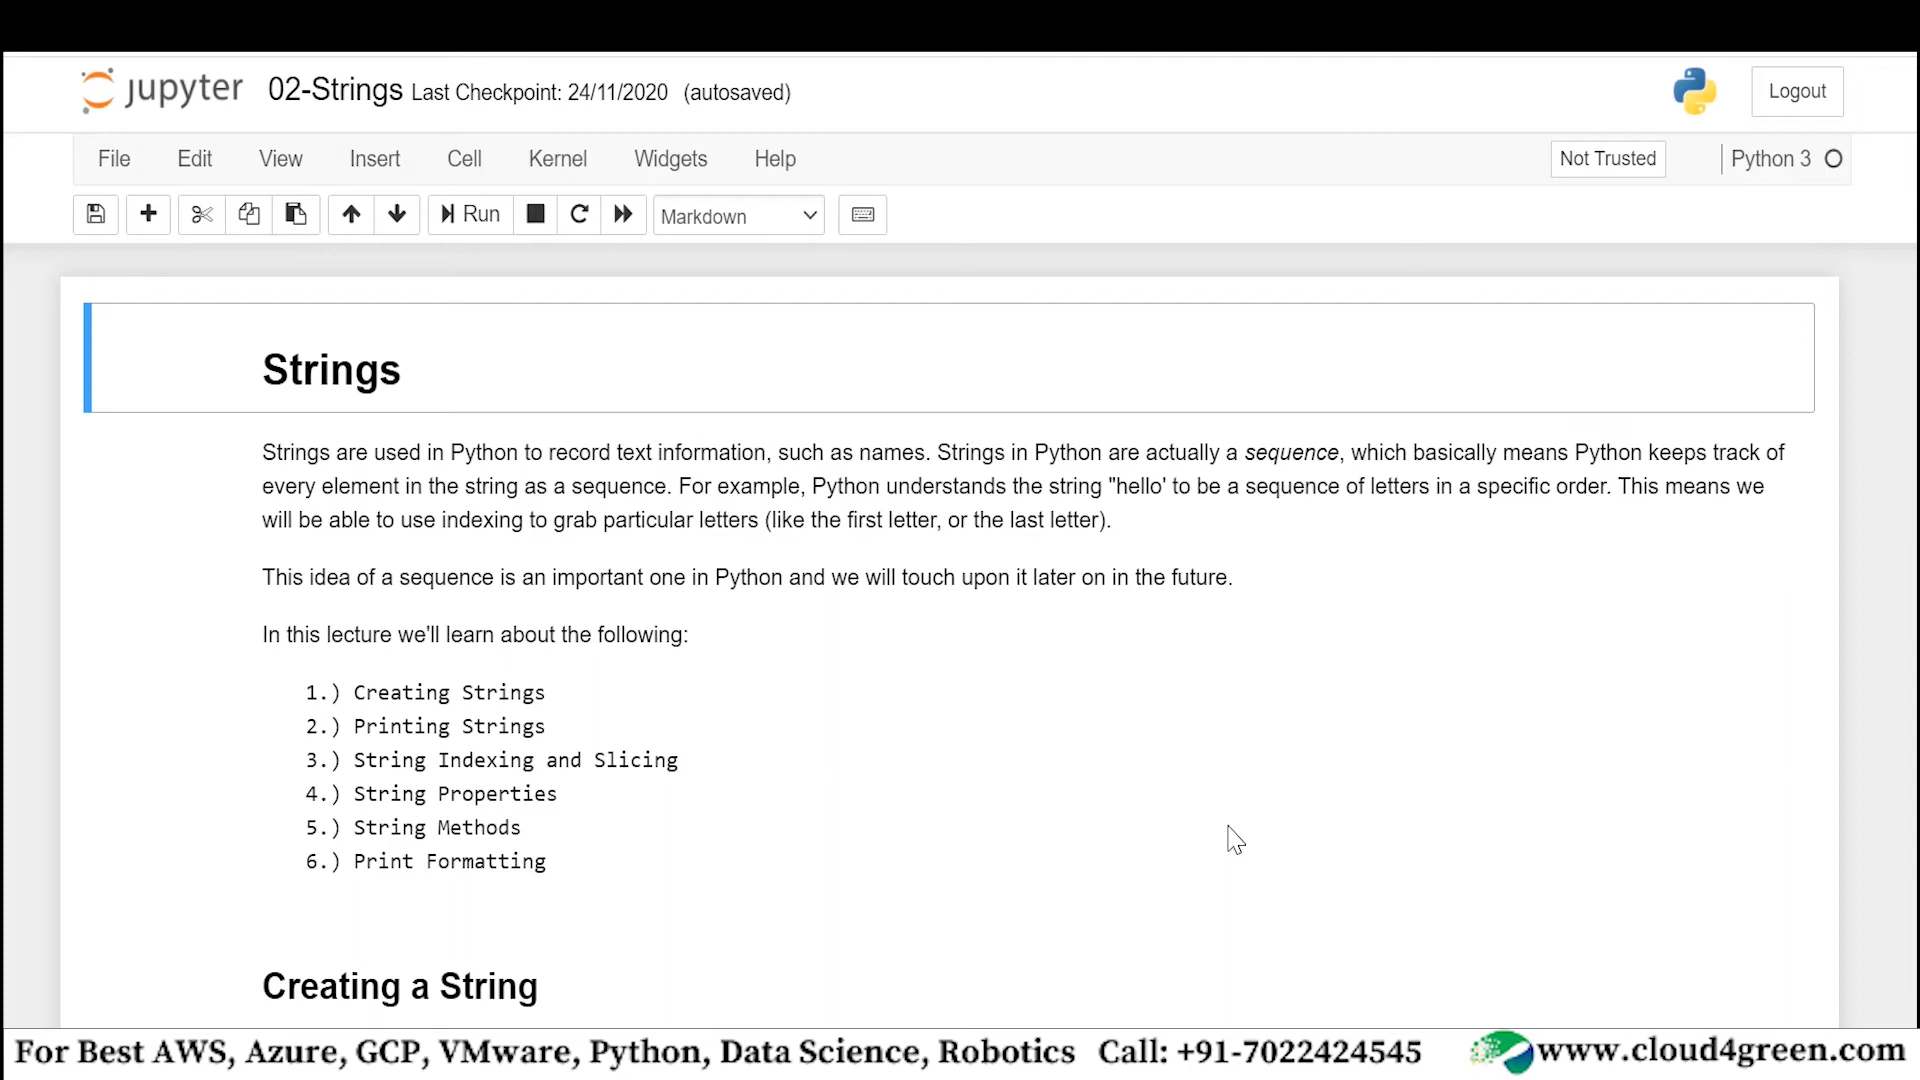 jupyter 02-Strings Last Checkpoint: 24/11/2020 (autosaved) Logout
File Edit View Insert Cell Kernel Widgets Help Not Trusted Python 3
Run Markdown
Strings
Strings are used in Python to record text information, such as names. Strings in Python are actually a sequence, which basically means Python keeps track of
every element in the string as a sequence. For example, Python understands the string "hello' to be a sequence of letters in a specific order. This means we
will be able to use indexing to grab particular letters (like the first letter, or the last letter).
This idea of a sequence is an important one in Python and we will touch upon it later on in the future.
In this lecture we'll learn about the following:
1.) Creating Strings
2.) Printing Strings
3.) String Indexing and Slicing
4.) String Properties
5.) String Methods
6.) Print Formatting
Creating a String
For Best AWS, Azure, GCP, VMware, Python, Data Science, Robotics Call: +91-7022424545 www.cloud4green.com